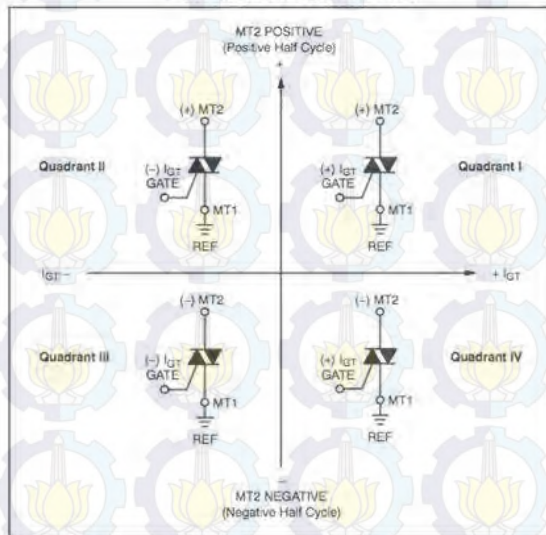 MT2 POSITIVE
(Positive Half Cycle)
+
(+) MT2
(+) MT2
Quadrant II
(−) IGT
GATE
(+) IGT
GATE
Quadrant I
MT1
MT1
REF
REF
IGT −
+ IGT
(−) MT2
(−) MT2
Quadrant III
(−) IGT
GATE
(+) IGT
GATE
Quadrant IV
MT1
MT1
REF
REF
−
MT2 NEGATIVE
(Negative Half Cycle)